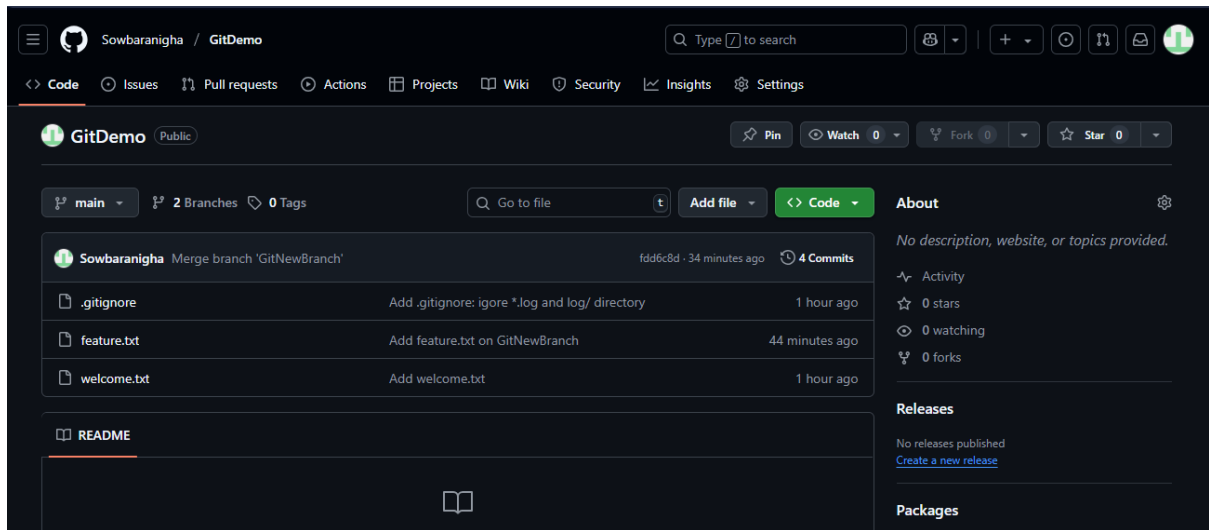 Sowbaranigha / GitDemo
Type / to search
Code Issues Pull requests Actions Projects Wiki Security Insights Settings
GitDemo Public
Pin Watch 0 Fork 0 Star 0
main 2 Branches 0 Tags
Go to file t Add file Code
Sowbaranigha Merge branch 'GitNewBranch' fdd6c8d · 34 minutes ago 4 Commits
.gitignore Add .gitignore: igore *.log and log/ directory 1 hour ago
feature.txt Add feature.txt on GitNewBranch 44 minutes ago
welcome.txt Add welcome.txt 1 hour ago
README
About
No description, website, or topics provided.
Activity
0 stars
0 watching
0 forks
Releases
No releases published
Create a new release
Packages